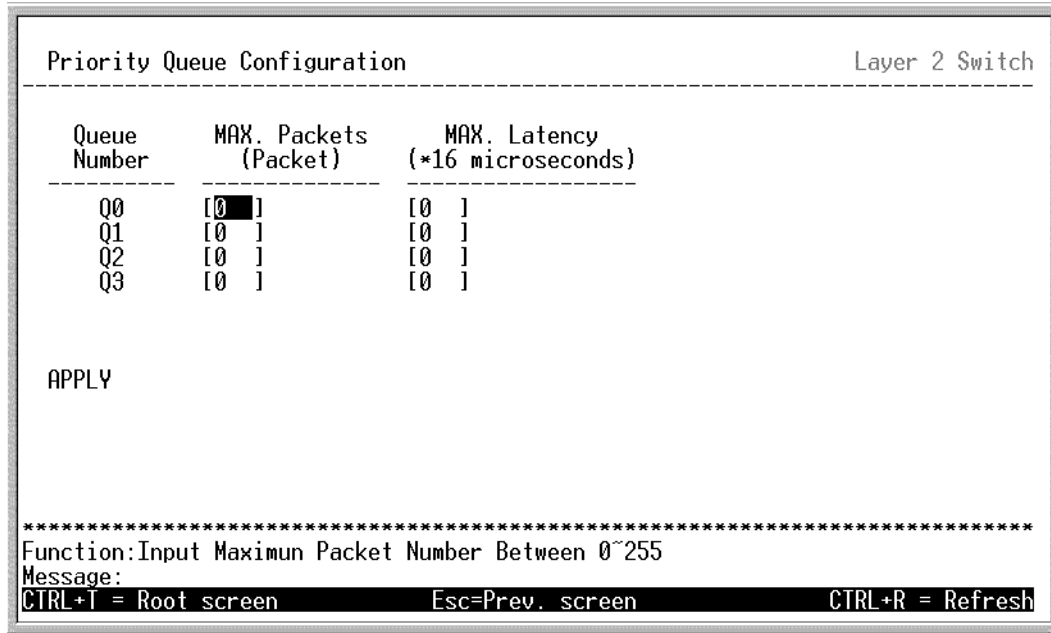 Priority Queue Configuration Layer 2 Switch
--------------------------------------------------------------------------------
Queue MAX. Packets MAX. Latency
Number (Packet) (*16 microseconds)
---------- -------------- ------------------
Q0 [0 ] [0 ]
Q1 [0 ] [0 ]
Q2 [0 ] [0 ]
Q3 [0 ] [0 ]
APPLY
********************************************************************************
Function:Input Maximun Packet Number Between 0~255
Message:
CTRL+T = Root screen Esc=Prev. screen CTRL+R = Refresh